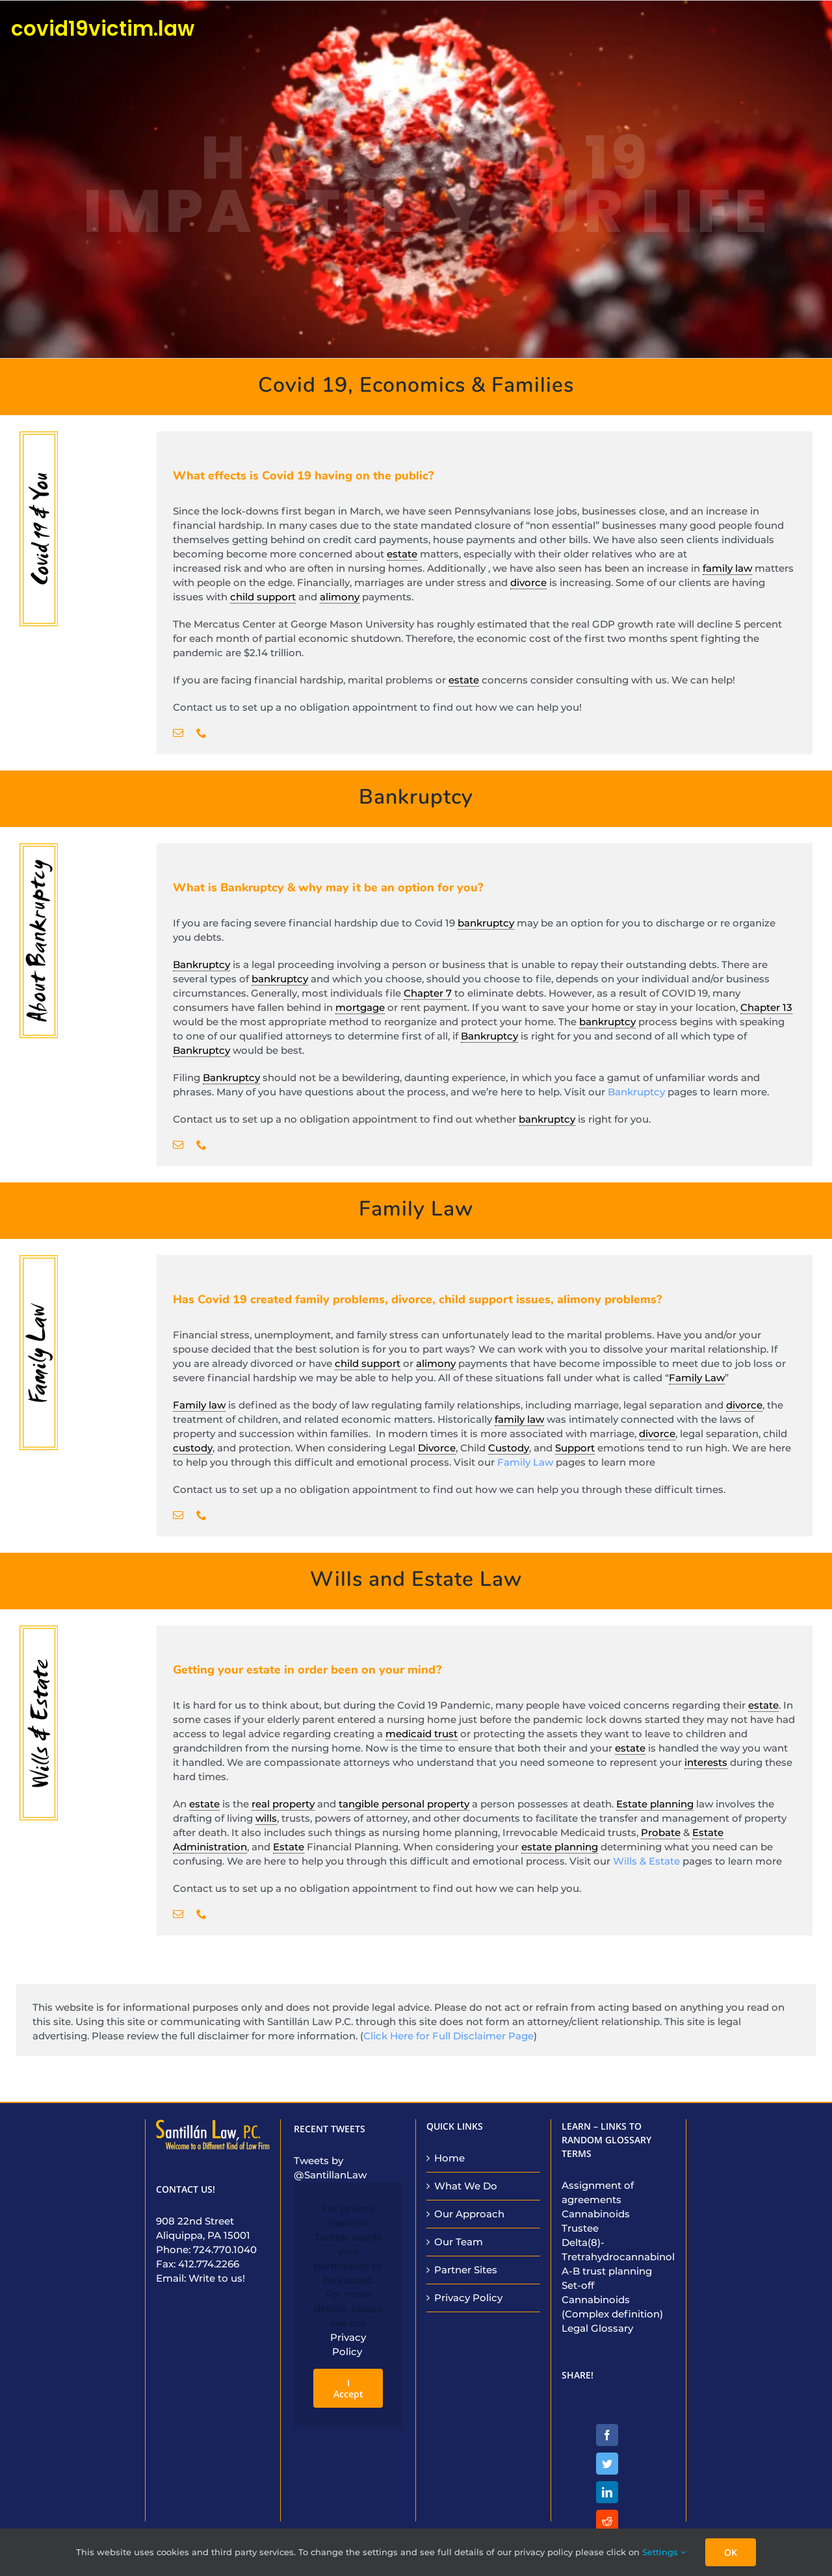 covid19victim.law
HAS COVID 19
IMPACTED YOUR LIFE
Covid 19, Economics & Families
Covid 19 & You
What effects is Covid 19 having on the public?
Since the lock-downs first began in March, we have seen Pennsylvanians lose jobs, businesses close, and an increase in
financial hardship. In many cases due to the state mandated closure of “non essential” businesses many good people found
themselves getting behind on credit card payments, house payments and other bills. We have also seen clients individuals
becoming become more concerned about estate matters, especially with their older relatives who are at
increased risk and who are often in nursing homes. Additionally , we have also seen has been an increase in family law matters
with people on the edge. Financially, marriages are under stress and divorce is increasing. Some of our clients are having
issues with child support and alimony payments.
The Mercatus Center at George Mason University has roughly estimated that the real GDP growth rate will decline 5 percent
for each month of partial economic shutdown. Therefore, the economic cost of the first two months spent fighting the
pandemic are $2.14 trillion.
If you are facing financial hardship, marital problems or estate concerns consider consulting with us. We can help!
Contact us to set up a no obligation appointment to find out how we can help you!
Bankruptcy
About Bankruptcy
What is Bankruptcy & why may it be an option for you?
If you are facing severe financial hardship due to Covid 19 bankruptcy may be an option for you to discharge or re organize
you debts.
Bankruptcy is a legal proceeding involving a person or business that is unable to repay their outstanding debts. There are
several types of bankruptcy and which you choose, should you choose to file, depends on your individual and/or business
circumstances. Generally, most individuals file Chapter 7 to eliminate debts. However, as a result of COVID 19, many
consumers have fallen behind in mortgage or rent payment. If you want to save your home or stay in your location, Chapter 13
would be the most appropriate method to reorganize and protect your home. The bankruptcy process begins with speaking
to one of our qualified attorneys to determine first of all, if Bankruptcy is right for you and second of all which type of
Bankruptcy would be best.
Filing Bankruptcy should not be a bewildering, daunting experience, in which you face a gamut of unfamiliar words and
phrases. Many of you have questions about the process, and we’re here to help. Visit our Bankruptcy pages to learn more.
Contact us to set up a no obligation appointment to find out whether bankruptcy is right for you.
Family Law
Family Law
Has Covid 19 created family problems, divorce, child support issues, alimony problems?
Financial stress, unemployment, and family stress can unfortunately lead to the marital problems. Have you and/or your
spouse decided that the best solution is for you to part ways? We can work with you to dissolve your marital relationship. If
you are already divorced or have child support or alimony payments that have become impossible to meet due to job loss or
severe financial hardship we may be able to help you. All of these situations fall under what is called “Family Law”
Family law is defined as the body of law regulating family relationships, including marriage, legal separation and divorce, the
treatment of children, and related economic matters. Historically family law was intimately connected with the laws of
property and succession within families. In modern times it is more associated with marriage, divorce, legal separation, child
custody, and protection. When considering Legal Divorce, Child Custody, and Support emotions tend to run high. We are here
to help you through this difficult and emotional process. Visit our Family Law pages to learn more
Contact us to set up a no obligation appointment to find out how we can help you through these difficult times.
Wills and Estate Law
Wills & Estate
Getting your estate in order been on your mind?
It is hard for us to think about, but during the Covid 19 Pandemic, many people have voiced concerns regarding their estate. In
some cases if your elderly parent entered a nursing home just before the pandemic lock downs started they may not have had
access to legal advice regarding creating a medicaid trust or protecting the assets they want to leave to children and
grandchildren from the nursing home. Now is the time to ensure that both their and your estate is handled the way you want
it handled. We are compassionate attorneys who understand that you need someone to represent your interests during these
hard times.
An estate is the real property and tangible personal property a person possesses at death. Estate planning law involves the
drafting of living wills, trusts, powers of attorney, and other documents to facilitate the transfer and management of property
after death. It also includes such things as nursing home planning, Irrevocable Medicaid trusts, Probate & Estate
Administration, and Estate Financial Planning. When considering your estate planning determining what you need can be
confusing. We are here to help you through this difficult and emotional process. Visit our Wills & Estate pages to learn more
Contact us to set up a no obligation appointment to find out how we can help you.
This website is for informational purposes only and does not provide legal advice. Please do not act or refrain from acting based on anything you read on
this site. Using this site or communicating with Santillán Law P.C. through this site does not form an attorney/client relationship. This site is legal
advertising. Please review the full disclaimer for more information. (Click Here for Full Disclaimer Page)
Santillán Law, P.C.
Welcome to a Different Kind of Law Firm
CONTACT US!
908 22nd Street
Aliquippa, PA 15001
Phone: 724.770.1040
Fax: 412.774.2266
Email: Write to us!
RECENT TWEETS
Tweets by
@SantillanLaw
Privacy
Policy
I
Accept
QUICK LINKS
Home
What We Do
Our Approach
Our Team
Partner Sites
Privacy Policy
LEARN – LINKS TO
RANDOM GLOSSARY
TERMS
Assignment of
agreements
Cannabinoids
Trustee
Delta(8)-
Tretrahydrocannabinol
A-B trust planning
Set-off
Cannabinoids
(Complex definition)
Legal Glossary
SHARE!
This website uses cookies and third party services. To change the settings and see full details of our privacy policy please click on Settings
OK